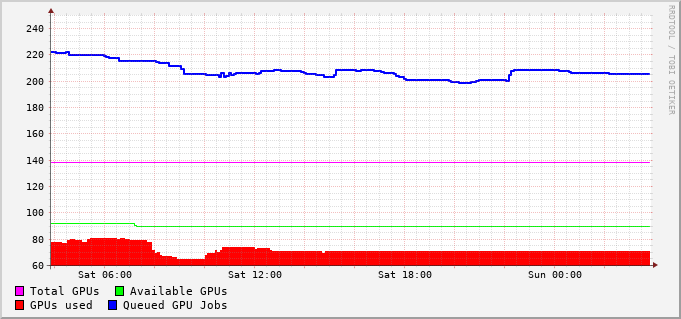 240
220
200
180
160
140
120
100
80
60
Sat 06:00 Sat 12:00 Sat 18:00 Sun 00:00
Total GPUs Available GPUs
GPUs used Queued GPU Jobs
RRDTOOL / TOBI OETIKER